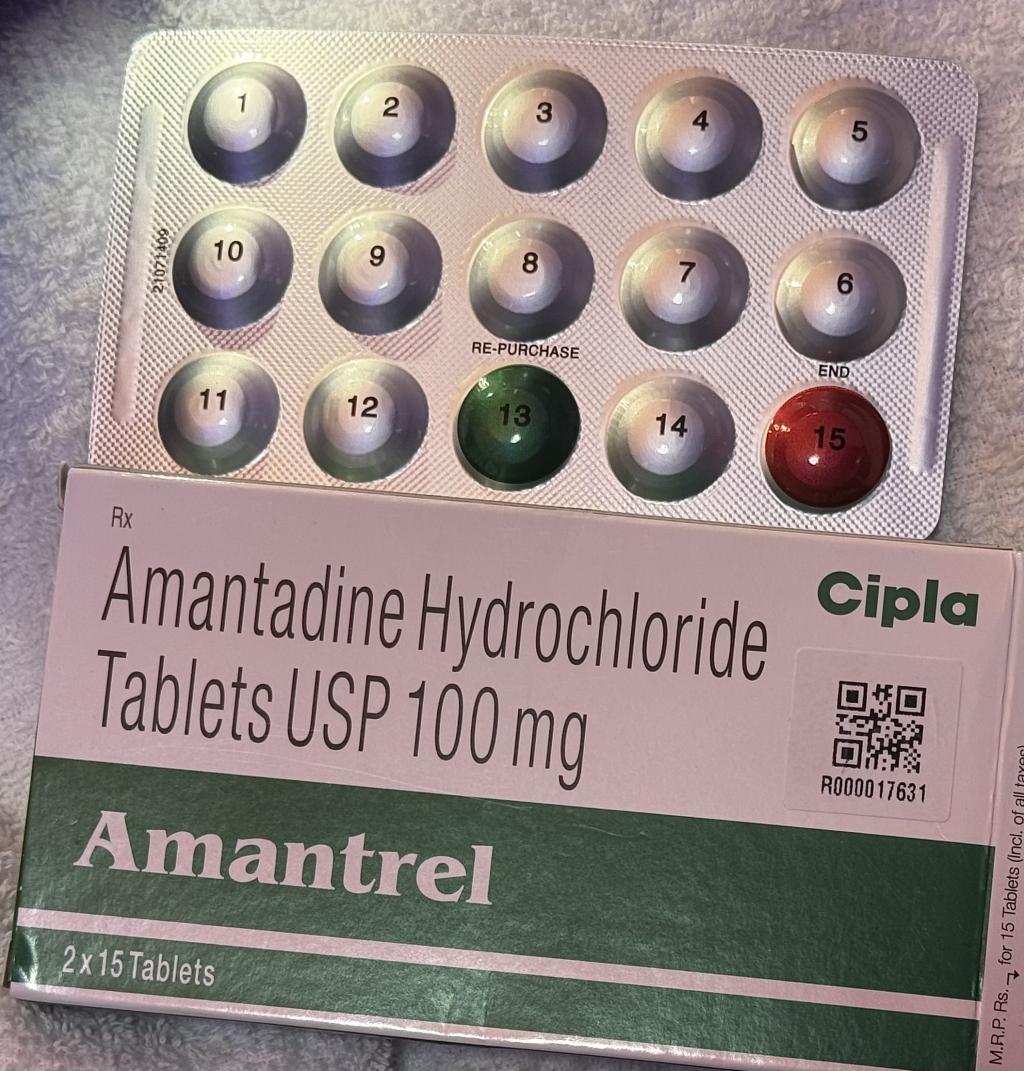 1 2 3 4 5
10 9 8 7 6
21071409
RE-PURCHASE
END
11 12 13 14 15
Rx
Amantadine Hydrochloride
Tablets USP 100 mg
Cipla
R000017631
Amantrel
2 x 15 Tablets
M.R.P. Rs. for 15 Tablets (Incl. of all taxes)